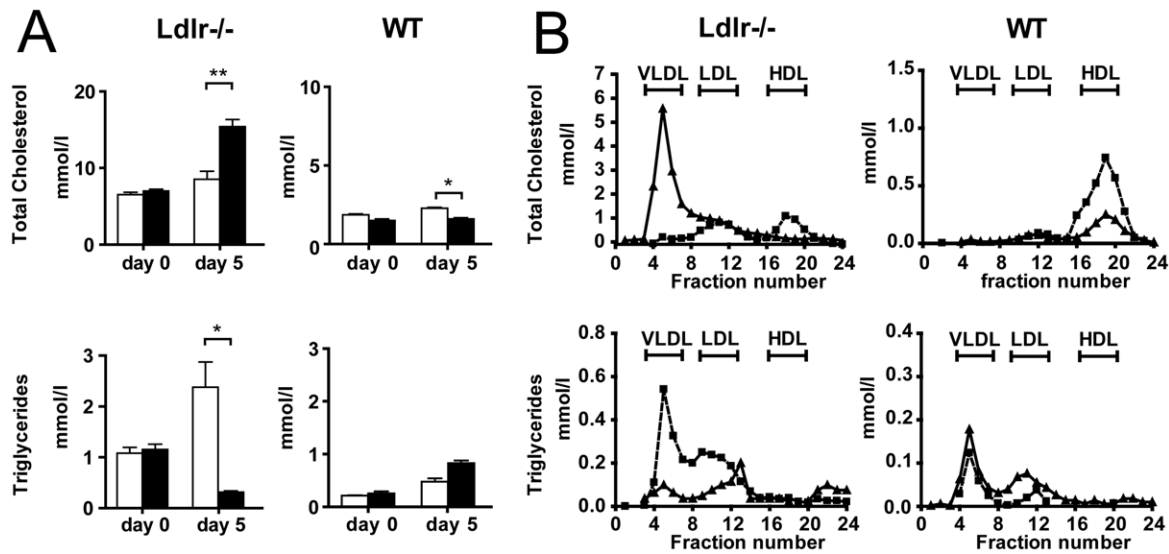 A
Ldlr-/-
WT
B
Ldlr-/-
WT
Total Cholesterol
mmol/l
20
10
0
**
day 0 day 5
mmol/l
10
5
0
*
day 0 day 5
Total Cholesterol
mmol/l
7
6
5
4
3
2
1
0
VLDL LDL HDL
0 4 8 12 16 20 24
Fraction number
mmol/l
1.5
1.0
0.5
0.0
VLDL LDL HDL
0 4 8 12 16 20 24
fraction number
Triglycerides
mmol/l
3
2
1
0
*
day 0 day 5
mmol/l
3
2
1
0
day 0 day 5
Triglycerides
mmol/l
0.8
0.6
0.4
0.2
0.0
VLDL LDL HDL
0 4 8 12 16 20 24
Fraction number
mmol/l
0.4
0.3
0.2
0.1
0.0
VLDL LDL HDL
0 4 8 12 16 20 24
Fraction number